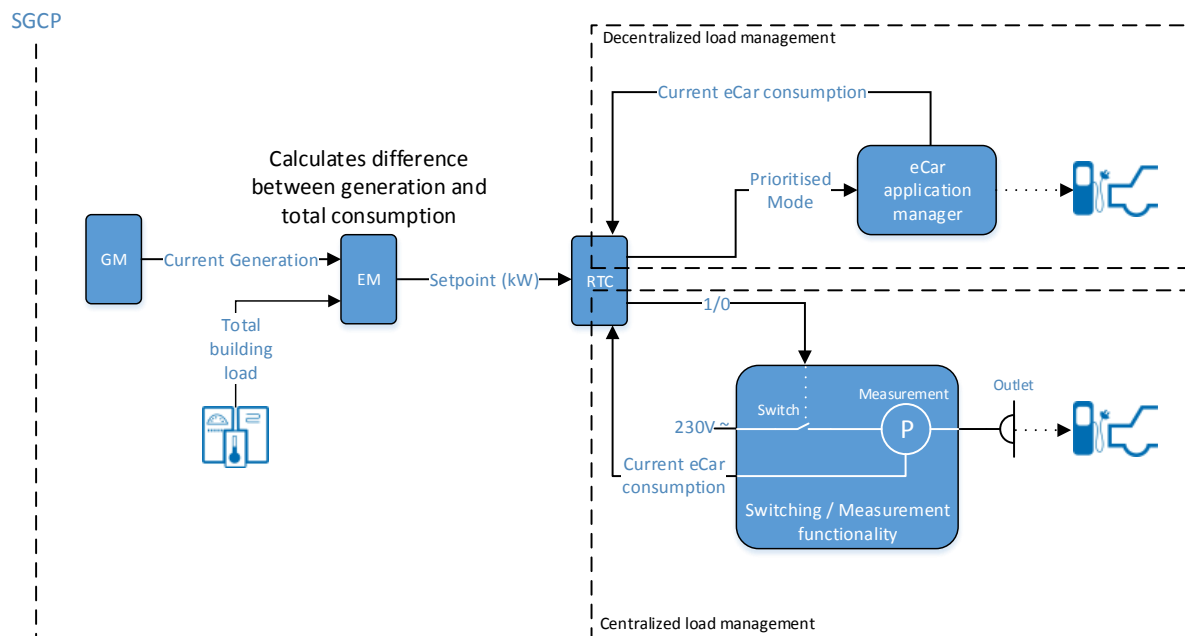 SGCP
Decentralized load management
Current eCar consumption
Calculates difference
between generation and
total consumption
Prioritised
Mode
eCar
application
manager
GM
Current Generation
EM
Setpoint (kW)
RTC
1/0
Total
building
load
Outlet
Measurement
Switch
230V ~
P
Current eCar
consumption
Switching / Measurement
functionality
Centralized load management